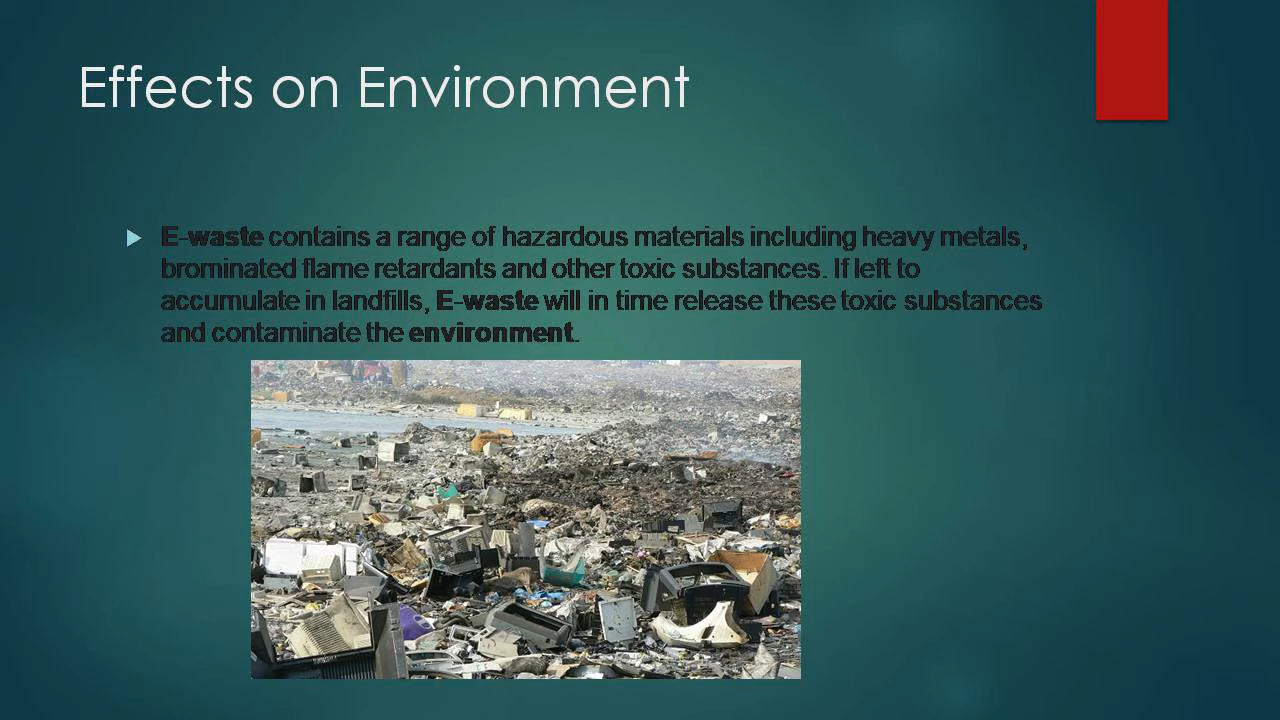 Effects on Environment
E-waste contains a range of hazardous materials including heavy metals,
brominated flame retardants and other toxic substances. If left to
accumulate in landfills, E-waste will in time release these toxic substances
and contaminate the environment.